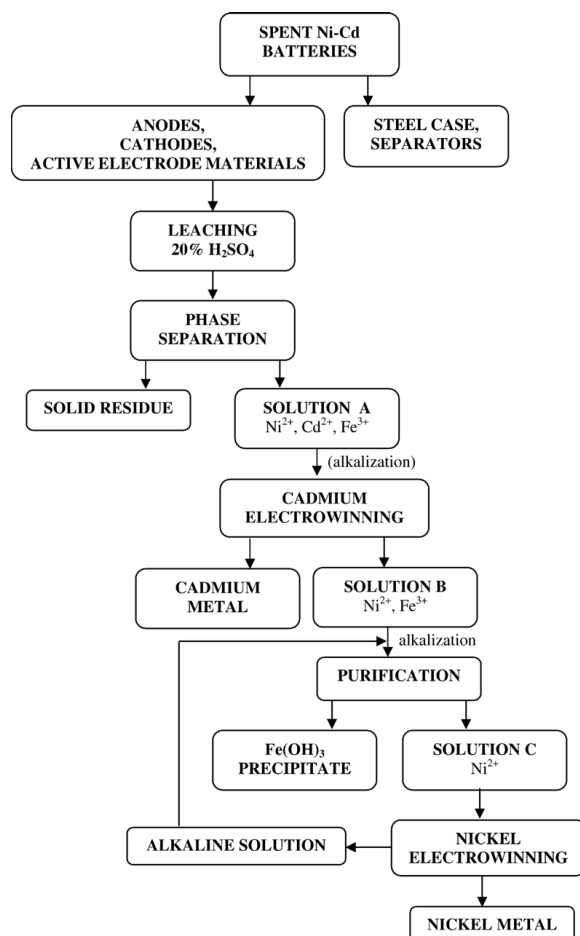 SPENT Ni-Cd
BATTERIES
ANODES,
CATHODES,
ACTIVE ELECTRODE MATERIALS
STEEL CASE,
SEPARATORS
LEACHING
20% H₂SO₄
PHASE
SEPARATION
SOLID RESIDUE
SOLUTION A
Ni²⁺, Cd²⁺, Fe³⁺
(alkalization)
CADMIUM
ELECTROWINNING
CADMIUM
METAL
SOLUTION B
Ni²⁺, Fe³⁺
alkalization
PURIFICATION
Fe(OH)₃
PRECIPITATE
SOLUTION C
Ni²⁺
ALKALINE SOLUTION
NICKEL
ELECTROWINNING
NICKEL METAL